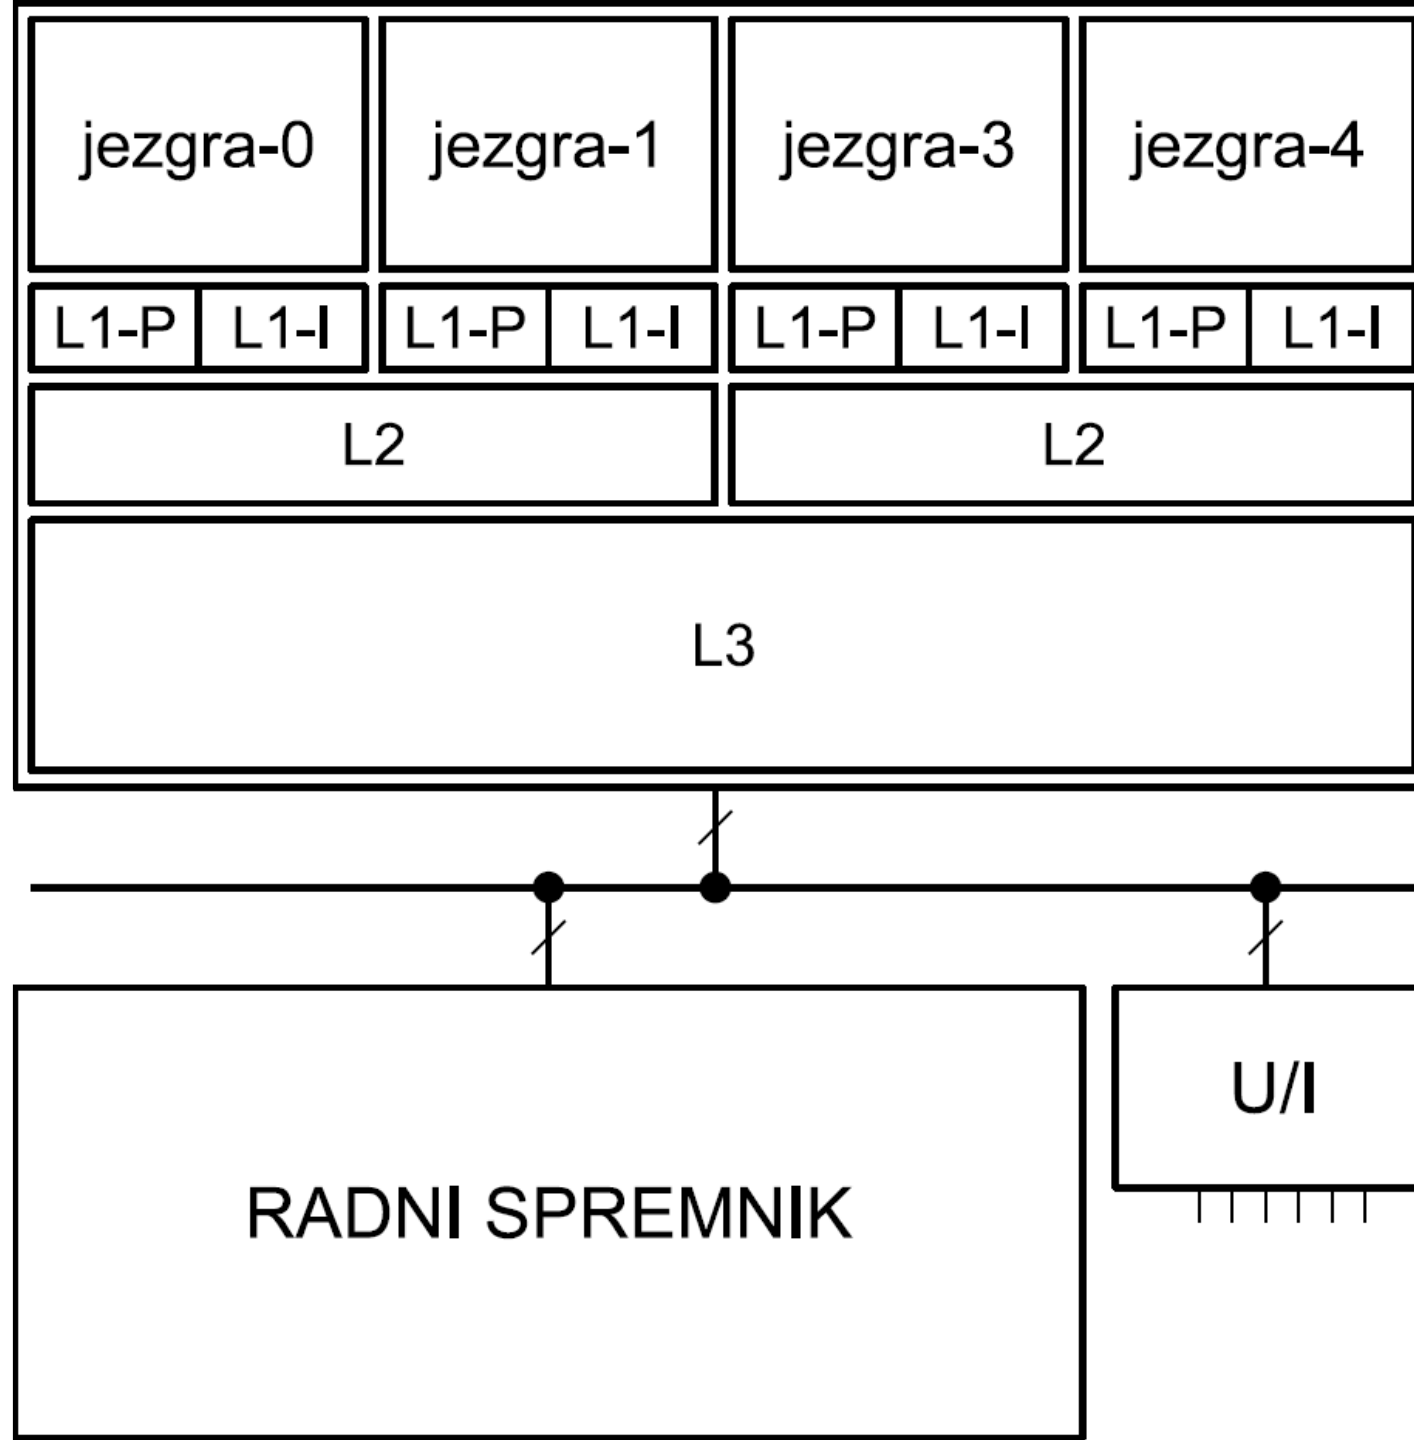 jezgra-0 jezgra-1 jezgra-3 jezgra-4
L1-P L1-I L1-P L1-I L1-P L1-I L1-P L1-I
L2 L2
L3
U/I
RADNI SPREMNIK